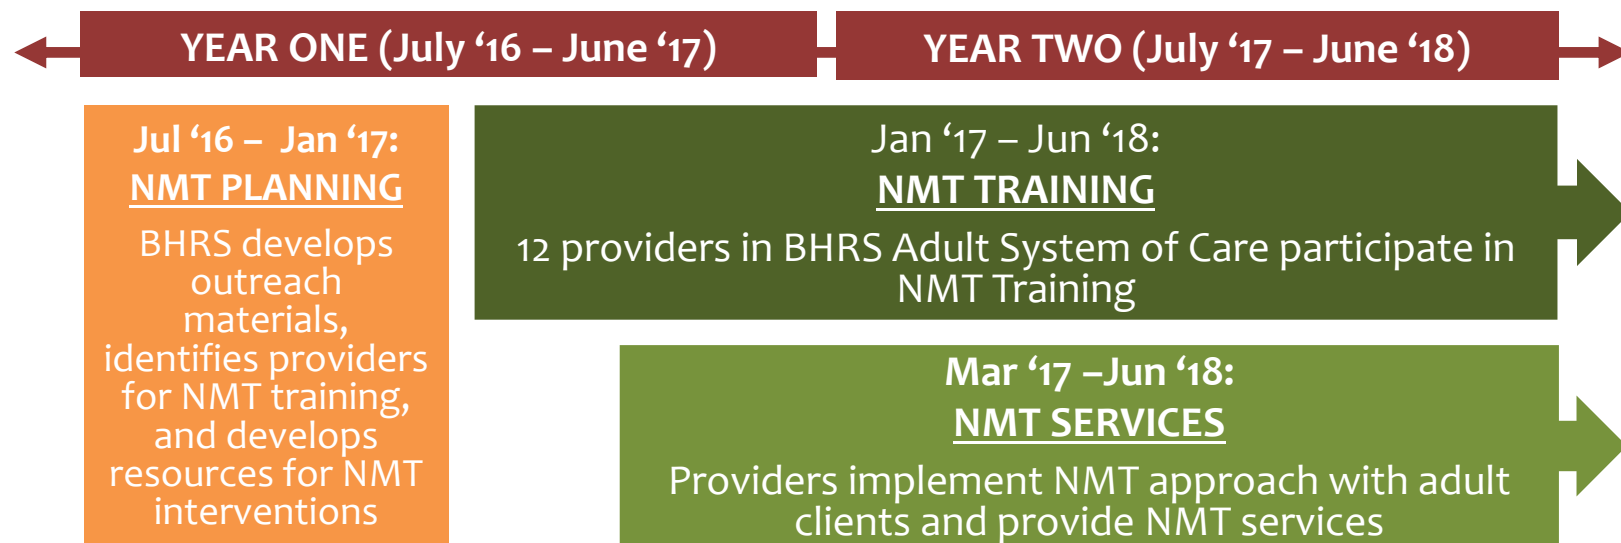 YEAR ONE (July ‘16 – June ‘17)
YEAR TWO (July ‘17 – June ‘18)
Jul ‘16 – Jan ‘17:
NMT PLANNING
BHRS develops
outreach
materials,
identifies providers
for NMT training,
and develops
resources for NMT
interventions
Jan ‘17 – Jun ‘18:
NMT TRAINING
12 providers in BHRS Adult System of Care participate in
NMT Training
Mar ‘17 –Jun ‘18:
NMT SERVICES
Providers implement NMT approach with adult
clients and provide NMT services